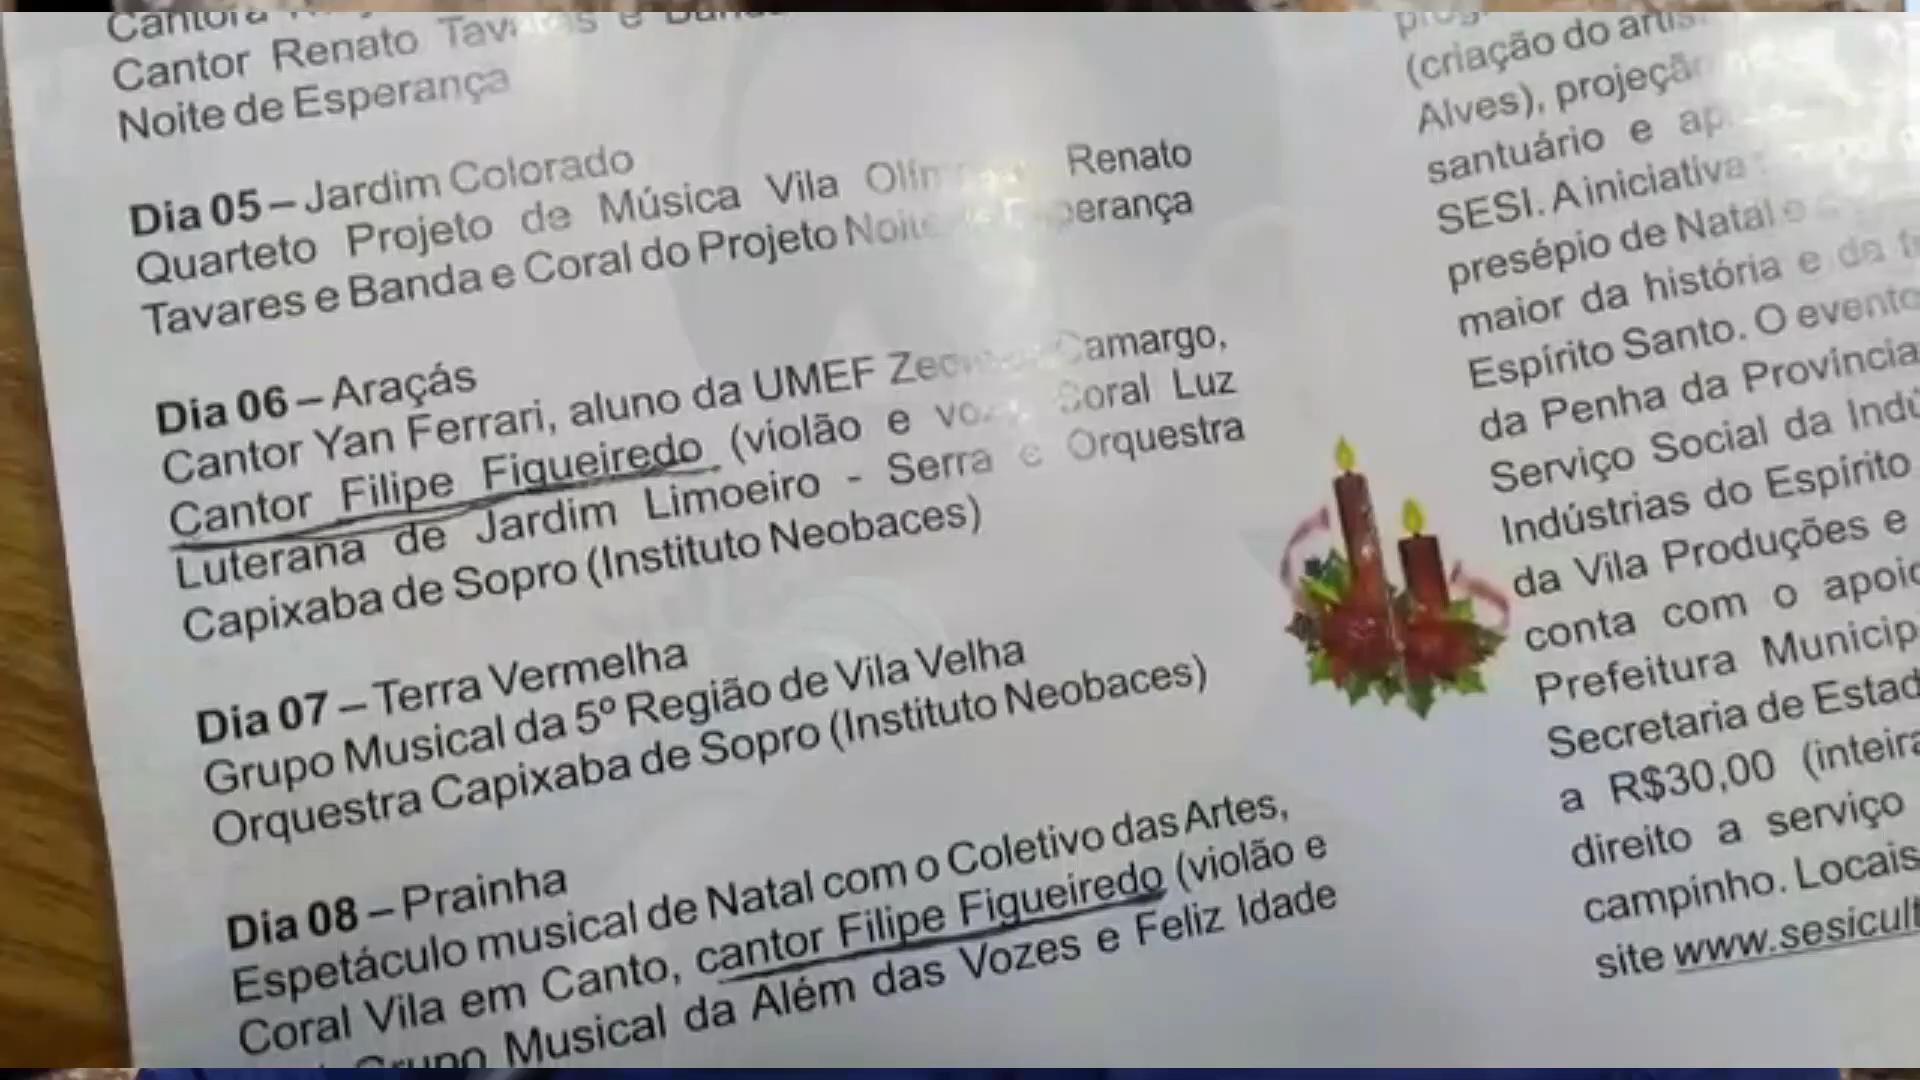 Cantor Renato
Noite de Esperança
Dia 05 – Jardim Colorado
Quarteto Projeto de Música Vila Renato
Tavares e Banda e Coral do Projeto Noite
Dia 06 – Araçás
Cantor Yan Ferrari, aluno da UMEF Camargo,
Cantor Filipe Figueiredo (violão e Coral Luz
Luterana de Jardim Limoeiro - Serra e Orquestra
Capixaba de Sopro (Instituto Neobaces)
Dia 07 – Terra Vermelha
Grupo Musical da 5º Região de Vila Velha
Orquestra Capixaba de Sopro (Instituto Neobaces)
Dia 08 – Prainha
Espetáculo musical de Natal com o Coletivo das Artes,
Coral Vila em Canto, cantor Filipe Figueiredo (violão e
Grupo Musical da Além das Vozes e Feliz Idade
(criação do
Alves),
santuário e
SESI. A iniciativa
presépio de Natal e
maior da história e da
Espírito Santo. O evento
da Penha da Província
Serviço Social da
Indústrias do Espírito
da Vila Produções e
conta com o apoio
Prefeitura
Secretaria de
a R$30,00 (inteira
direito a serviço
campinho. Locais
site www.sesicult